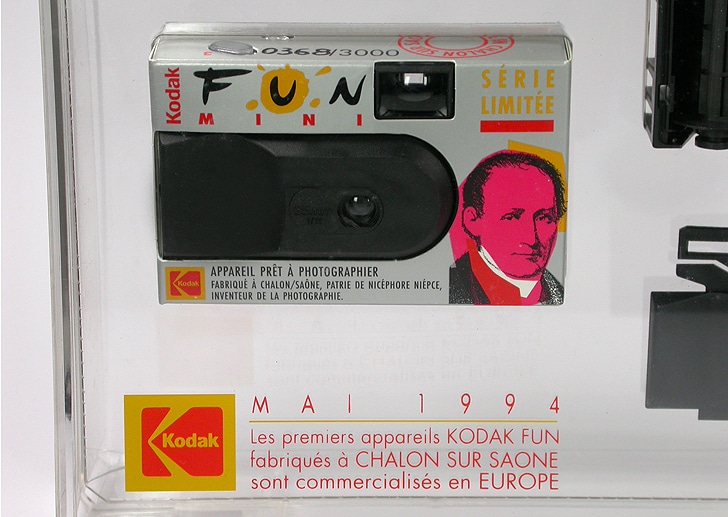 0368/3000
Kodak
FUN
MINI
SÉRIE
LIMITÉE
APPAREIL PRÊT À PHOTOGRAPHIER
FABRIQUÉ À CHALON/SAÔNE, PATRIE DE NICÉPHORE NIÉPCE,
INVENTEUR DE LA PHOTOGRAPHIE.
Kodak
Kodak
MAI 1994
Les premiers appareils KODAK FUN
fabriqués à CHALON SUR SAONE
sont commercialisés en EUROPE